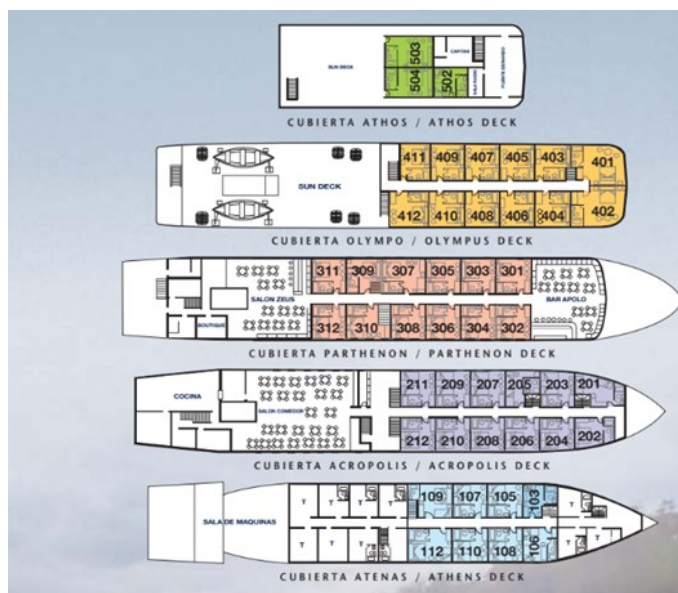 SUN DECK
503
504
502
CAPITAN
PUENTE DE MANDO
CUBIERTA ATHOS / ATHOS DECK
SUN DECK
411 409 407 405 403 401
412 410 408 406 404 402
CUBIERTA OLYMPO / OLYMPUS DECK
311 309 307 305 303 301
SALON ZEUS
BAR APOLO
BOUTIQUE
312 310 308 306 304 302
CUBIERTA PARTHENON / PARTHENON DECK
211 209 207 205 203 201
COCINA
SALON COMEDOR
212 210 208 206 204 202
CUBIERTA ACROPOLIS / ACROPOLIS DECK
109 107 105 103
T T T T T
SALA DE MAQUINAS
T T T T T
112 110 108 106
CUBIERTA ATENAS / ATHENS DECK